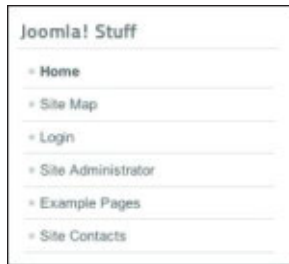 Joomla! Stuff
Home
Site Map
Login
Site Administrator
Example Pages
Site Contacts